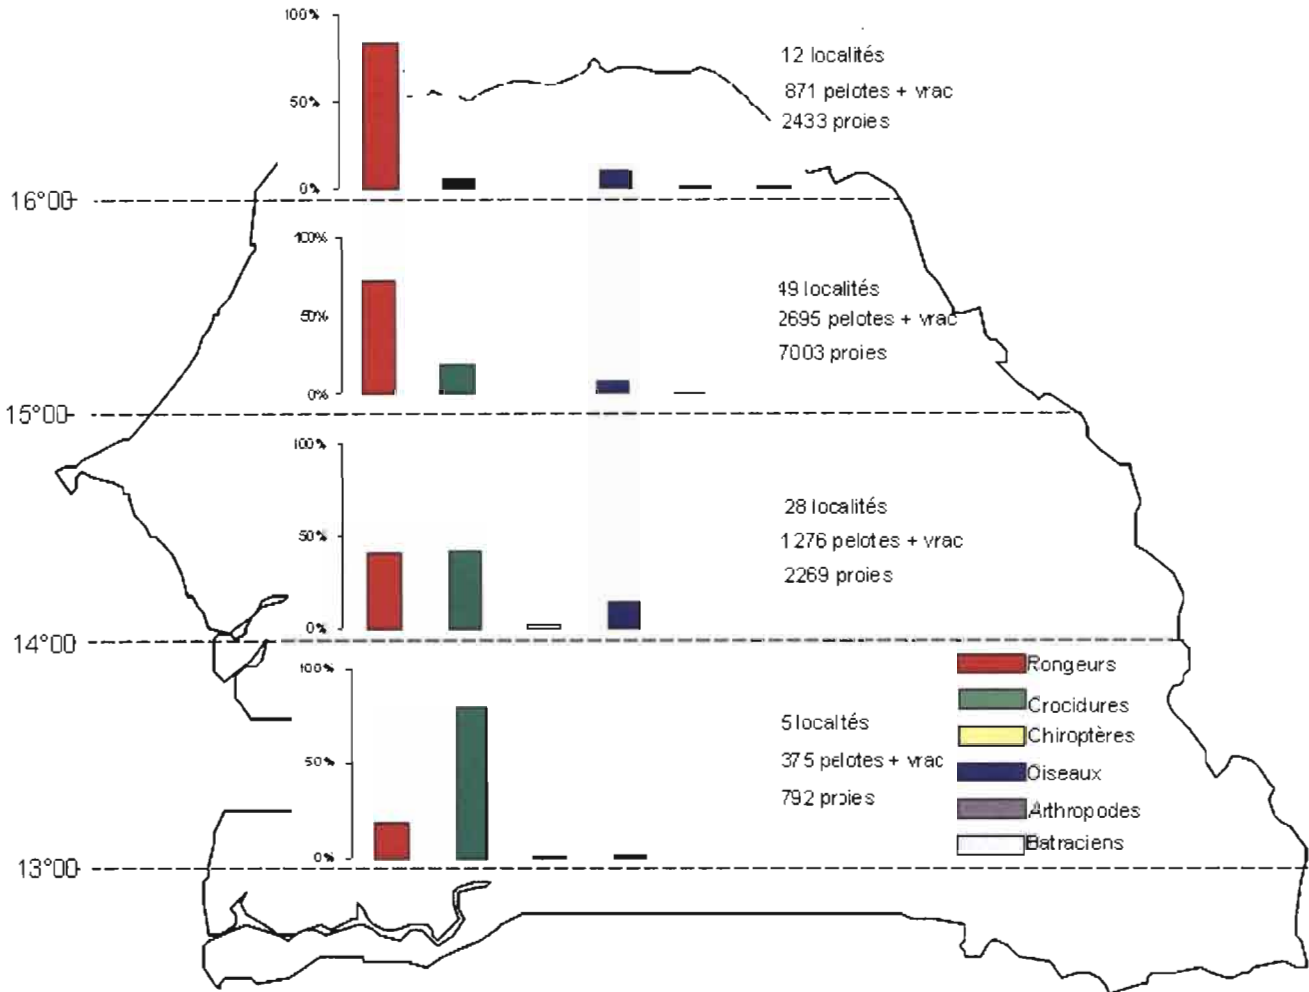 100%
50%
0%
12 localités
871 pelotes + vrac
2433 proies
16°00
100%
50%
0%
49 localités
2695 pelotes + vrac
7003 proies
15°00
100%
50%
0%
28 localités
1276 pelotes + vrac
2269 proies
14°00
100%
50%
0%
5 localtés
375 pelotes + vrac
792 proies
Rongeurs
Crocidures
Chiroptères
Oiseaux
Arthropodes
Batraciens
13°00